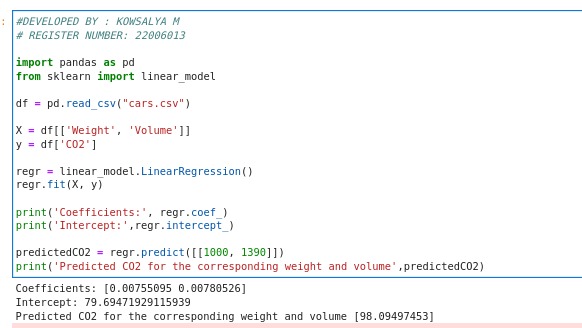 #DEVELOPED BY : KOWSALYA M
# REGISTER NUMBER: 22006013
import pandas as pd
from sklearn import linear_model
df = pd.read_csv("cars.csv")
X = df[['Weight', 'Volume']]
y = df['CO2']
regr = linear_model.LinearRegression()
regr.fit(X, y)
print('Coefficients:', regr.coef_)
print('Intercept:',regr.intercept_)
predictedCO2 = regr.predict([[1000, 1390]])
print('Predicted CO2 for the corresponding weight and volume',predictedCO2)
Coefficients: [0.00755095 0.00780526]
Intercept: 79.69471929115939
Predicted CO2 for the corresponding weight and volume [98.09497453]